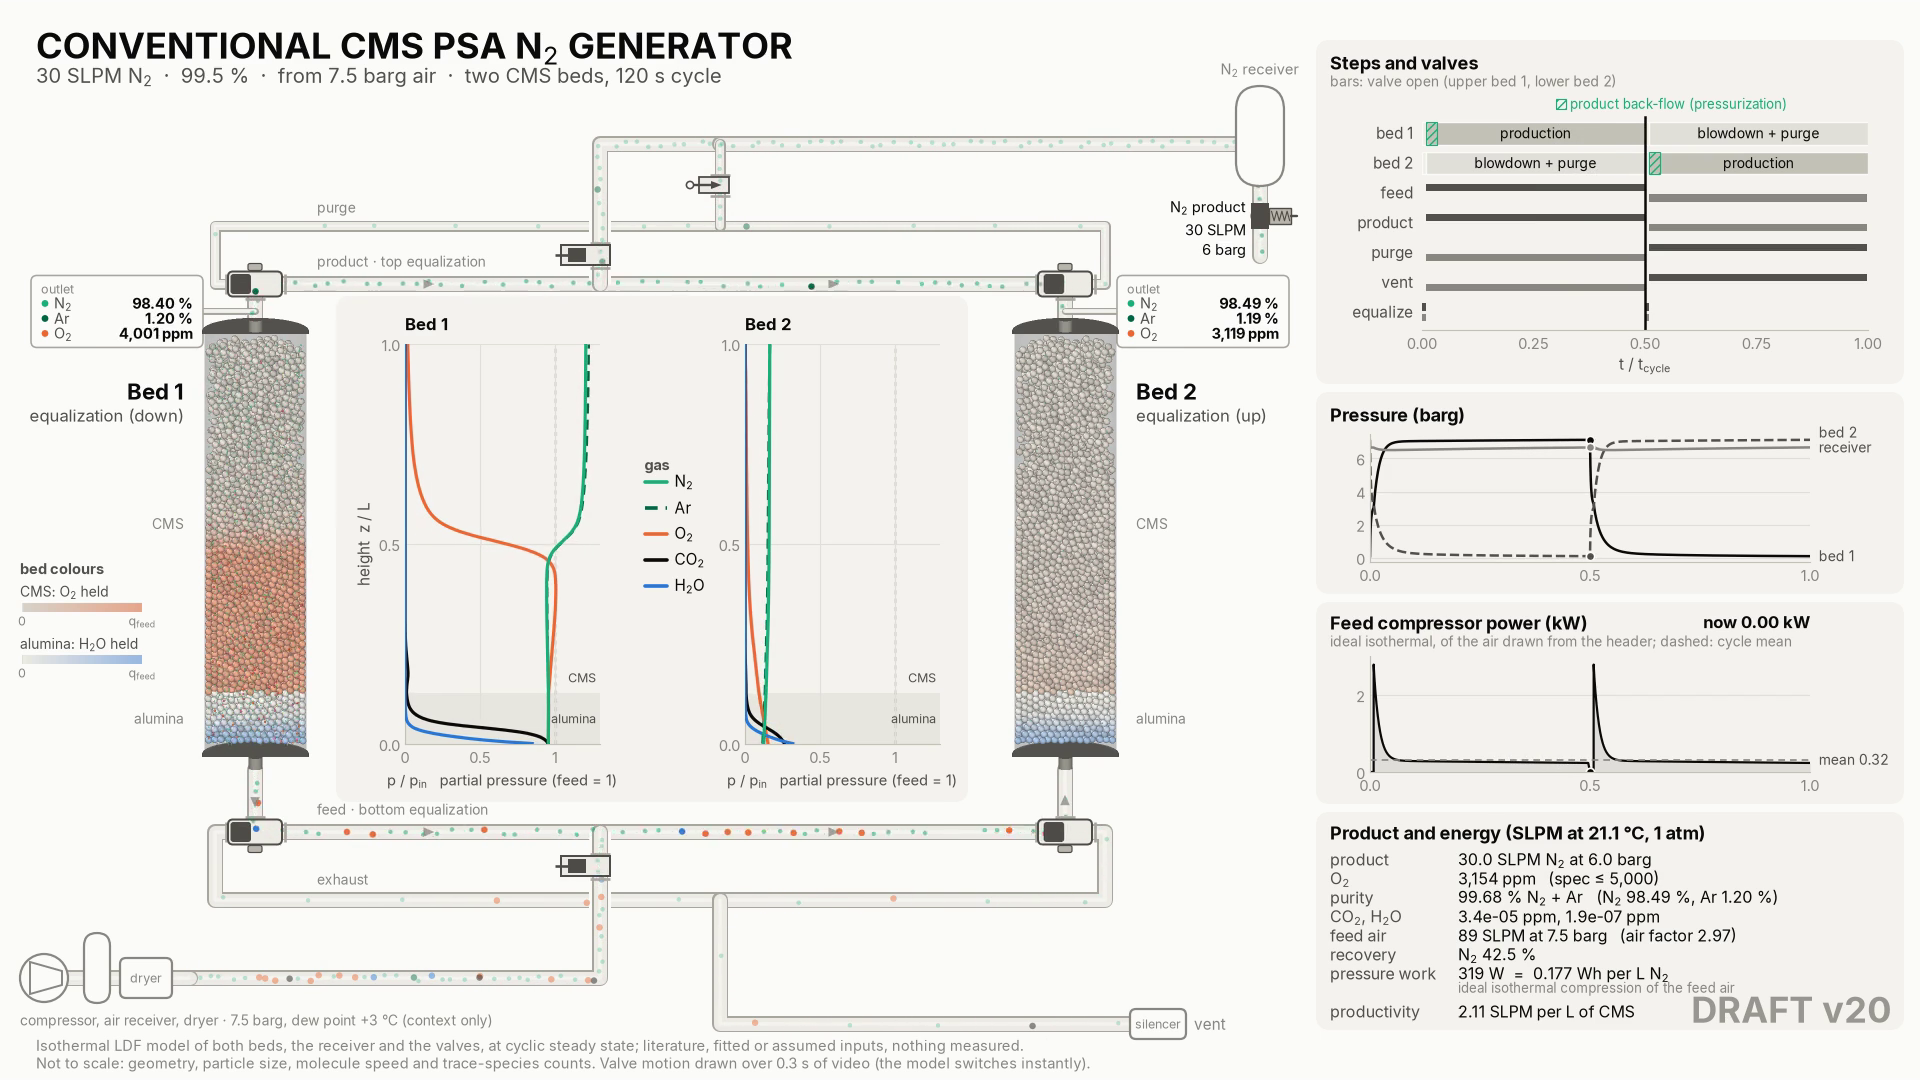 CONVENTIONAL CMS PSA N₂ GENERATOR
30 SLPM N₂ · 99.5 % · from 7.5 barg air · two CMS beds, 120 s cycle
N₂ receiver
purge
product · top equalization
N₂ product
30 SLPM
6 barg
outlet
N₂ 98.40 %
Ar 1.20 %
O₂ 4,001 ppm
outlet
N₂ 98.49 %
Ar 1.19 %
O₂ 3,119 ppm
Bed 1
equalization (down)
CMS
bed colours
CMS: O₂ held
0 q_feed
alumina: H₂O held
0 q_feed
alumina
Bed 1
1.0
0.5
0.0
height z / L
0 0.5 1
p / p_in partial pressure (feed = 1)
CMS
alumina
gas
N₂
Ar
O₂
CO₂
H₂O
Bed 2
1.0
0.5
0.0
0 0.5 1
p / p_in partial pressure (feed = 1)
CMS
alumina
Bed 2
equalization (up)
CMS
alumina
feed · bottom equalization
exhaust
dryer
compressor, air receiver, dryer · 7.5 barg, dew point +3 °C (context only)
silencer
vent
Isothermal LDF model of both beds, the receiver and the valves, at cyclic steady state; literature, fitted or assumed inputs, nothing measured.
Not to scale: geometry, particle size, molecule speed and trace-species counts. Valve motion drawn over 0.3 s of video (the model switches instantly).
Steps and valves
bars: valve open (upper bed 1, lower bed 2)
product back-flow (pressurization)
bed 1 production blowdown + purge
bed 2 blowdown + purge production
feed
product
purge
vent
equalize
0.00 0.25 0.50 0.75 1.00
t / t_cycle
Pressure (barg)
6
4
2
0
0.0 0.5 1.0
bed 2
receiver
bed 1
Feed compressor power (kW) now 0.00 kW
ideal isothermal, of the air drawn from the header; dashed: cycle mean
2
0
0.0 0.5 1.0
mean 0.32
Product and energy (SLPM at 21.1 °C, 1 atm)
product 30.0 SLPM N₂ at 6.0 barg
O₂ 3,154 ppm (spec ≤ 5,000)
purity 99.68 % N₂ + Ar (N₂ 98.49 %, Ar 1.20 %)
CO₂, H₂O 3.4e-05 ppm, 1.9e-07 ppm
feed air 89 SLPM at 7.5 barg (air factor 2.97)
recovery N₂ 42.5 %
pressure work 319 W = 0.177 Wh per L N₂
ideal isothermal compression of the feed air
productivity 2.11 SLPM per L of CMS
DRAFT v20